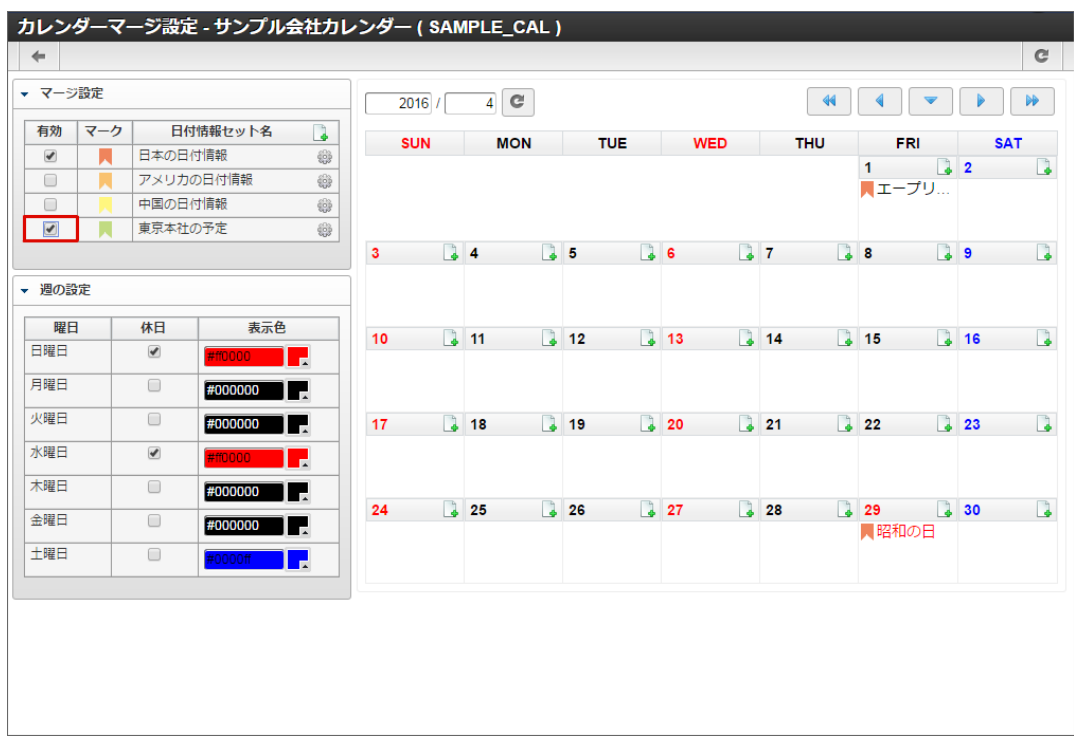 カレンダーマージ設定 - サンプル会社カレンダー ( SAMPLE_CAL )
マージ設定
有効 マーク 日付情報セット名
日本の日付情報
アメリカの日付情報
中国の日付情報
東京本社の予定
週の設定
曜日 休日 表示色
日曜日 #ff0000
月曜日 #000000
火曜日 #000000
水曜日 #ff0000
木曜日 #000000
金曜日 #000000
土曜日 #0000ff
2016 / 4
SUN MON TUE WED THU FRI SAT
1 2
エープリ...
3 4 5 6 7 8 9
10 11 12 13 14 15 16
17 18 19 20 21 22 23
24 25 26 27 28 29 30
昭和の日